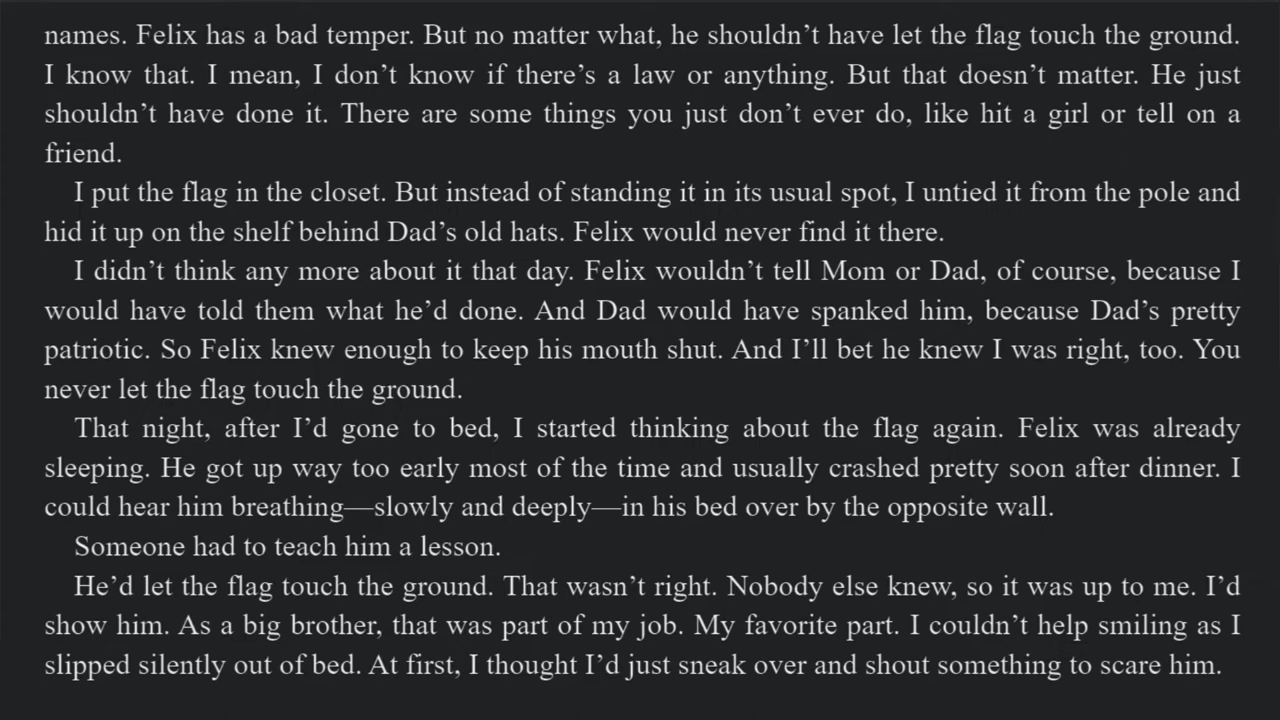 names. Felix has a bad temper. But no matter what, he shouldn’t have let the flag touch the ground.
I know that. I mean, I don’t know if there’s a law or anything. But that doesn’t matter. He just
shouldn’t have done it. There are some things you just don’t ever do, like hit a girl or tell on a
friend.
I put the flag in the closet. But instead of standing it in its usual spot, I untied it from the pole and
hid it up on the shelf behind Dad’s old hats. Felix would never find it there.
I didn’t think any more about it that day. Felix wouldn’t tell Mom or Dad, of course, because I
would have told them what he’d done. And Dad would have spanked him, because Dad’s pretty
patriotic. So Felix knew enough to keep his mouth shut. And I’ll bet he knew I was right, too. You
never let the flag touch the ground.
That night, after I’d gone to bed, I started thinking about the flag again. Felix was already
sleeping. He got up way too early most of the time and usually crashed pretty soon after dinner. I
could hear him breathing—slowly and deeply—in his bed over by the opposite wall.
Someone had to teach him a lesson.
He’d let the flag touch the ground. That wasn’t right. Nobody else knew, so it was up to me. I’d
show him. As a big brother, that was part of my job. My favorite part. I couldn’t help smiling as I
slipped silently out of bed. At first, I thought I’d just sneak over and shout something to scare him.